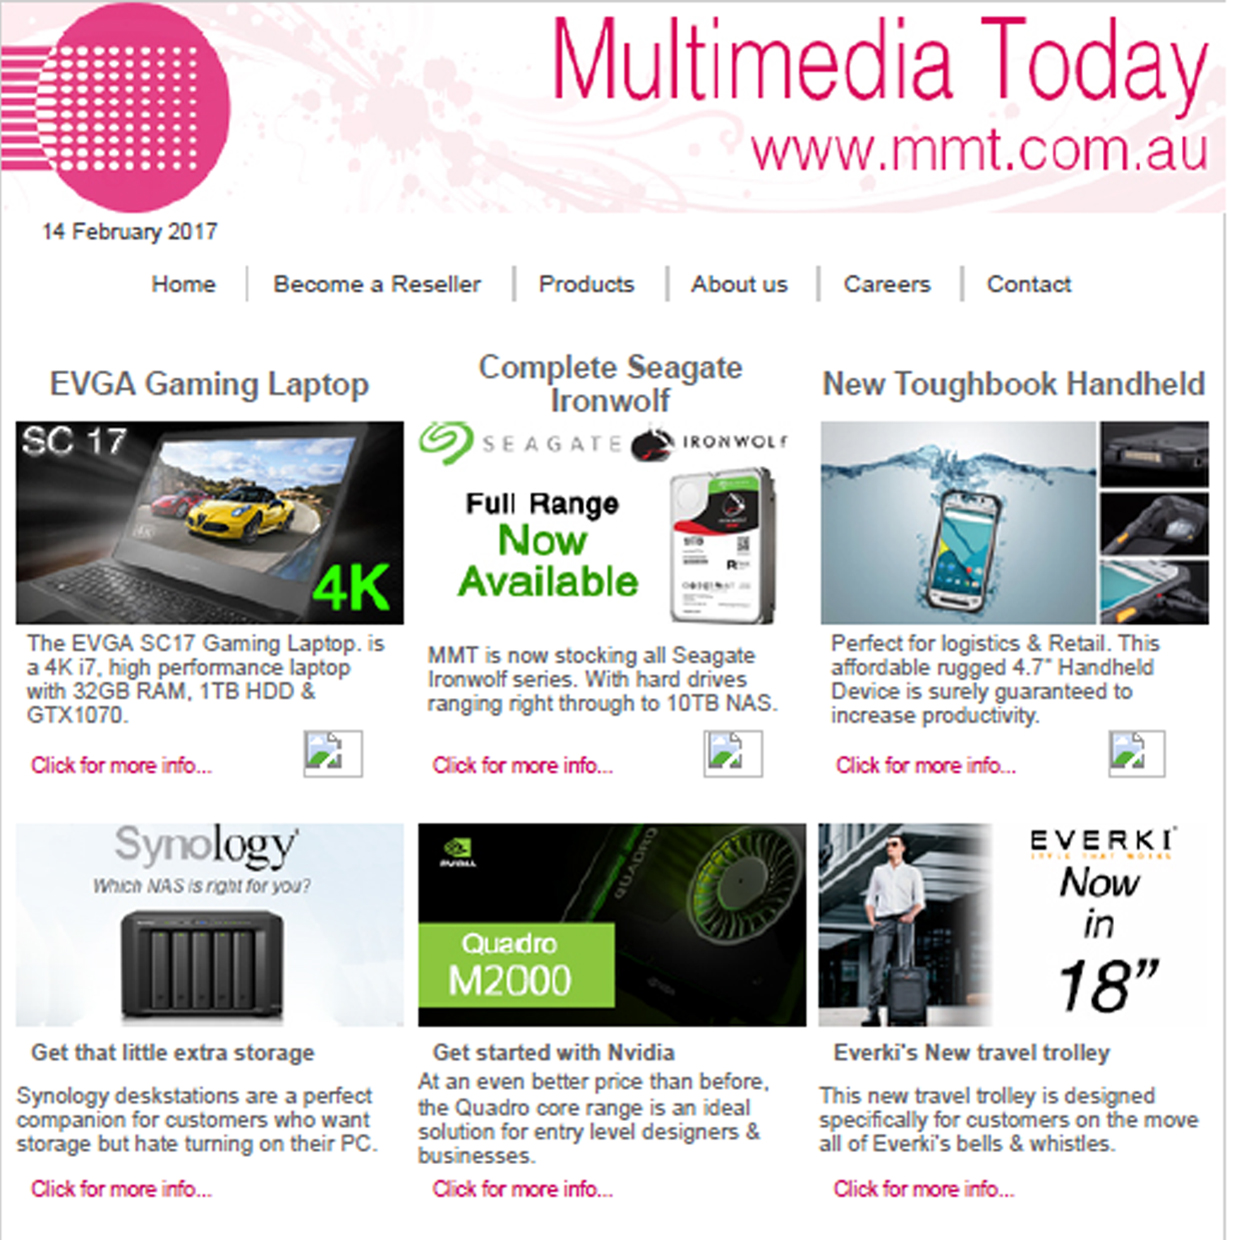 Multimedia Today
www.mmt.com.au
14 February 2017
Home
Become a Reseller
Products
About us
Careers
Contact
EVGA Gaming Laptop
SC 17
4K
The EVGA SC17 Gaming Laptop. is
a 4K i7, high performance laptop
with 32GB RAM, 1TB HDD &
GTX1070.
Click for more info...
Complete Seagate
Ironwolf
SEAGATE
IRONWOLF
Full Range
Now
Available
MMT is now stocking all Seagate
Ironwolf series. With hard drives
ranging right through to 10TB NAS.
Click for more info...
New Toughbook Handheld
Perfect for logistics & Retail. This
affordable rugged 4.7" Handheld
Device is surely guaranteed to
increase productivity.
Click for more info...
Synology
Which NAS is right for you?
Get that little extra storage
Synology deskstations are a perfect
companion for customers who want
storage but hate turning on their PC.
Click for more info...
NVIDIA
QUADRO
Quadro
M2000
Get started with Nvidia
At an even better price than before,
the Quadro core range is an ideal
solution for entry level designers &
businesses.
Click for more info...
EVERKI
Now
in
18”
Everki's New travel trolley
This new travel trolley is designed
specifically for customers on the move
all of Everki's bells & whistles.
Click for more info...